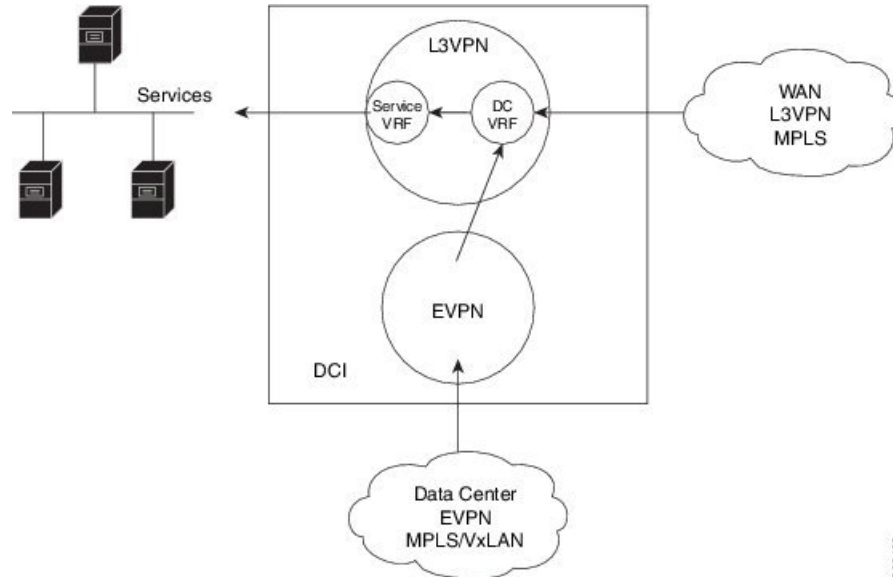 L3VPN
Services
Service
VRF
DC
VRF
WAN
L3VPN
MPLS
EVPN
DCI
Data Center
EVPN
MPLS/VxLAN